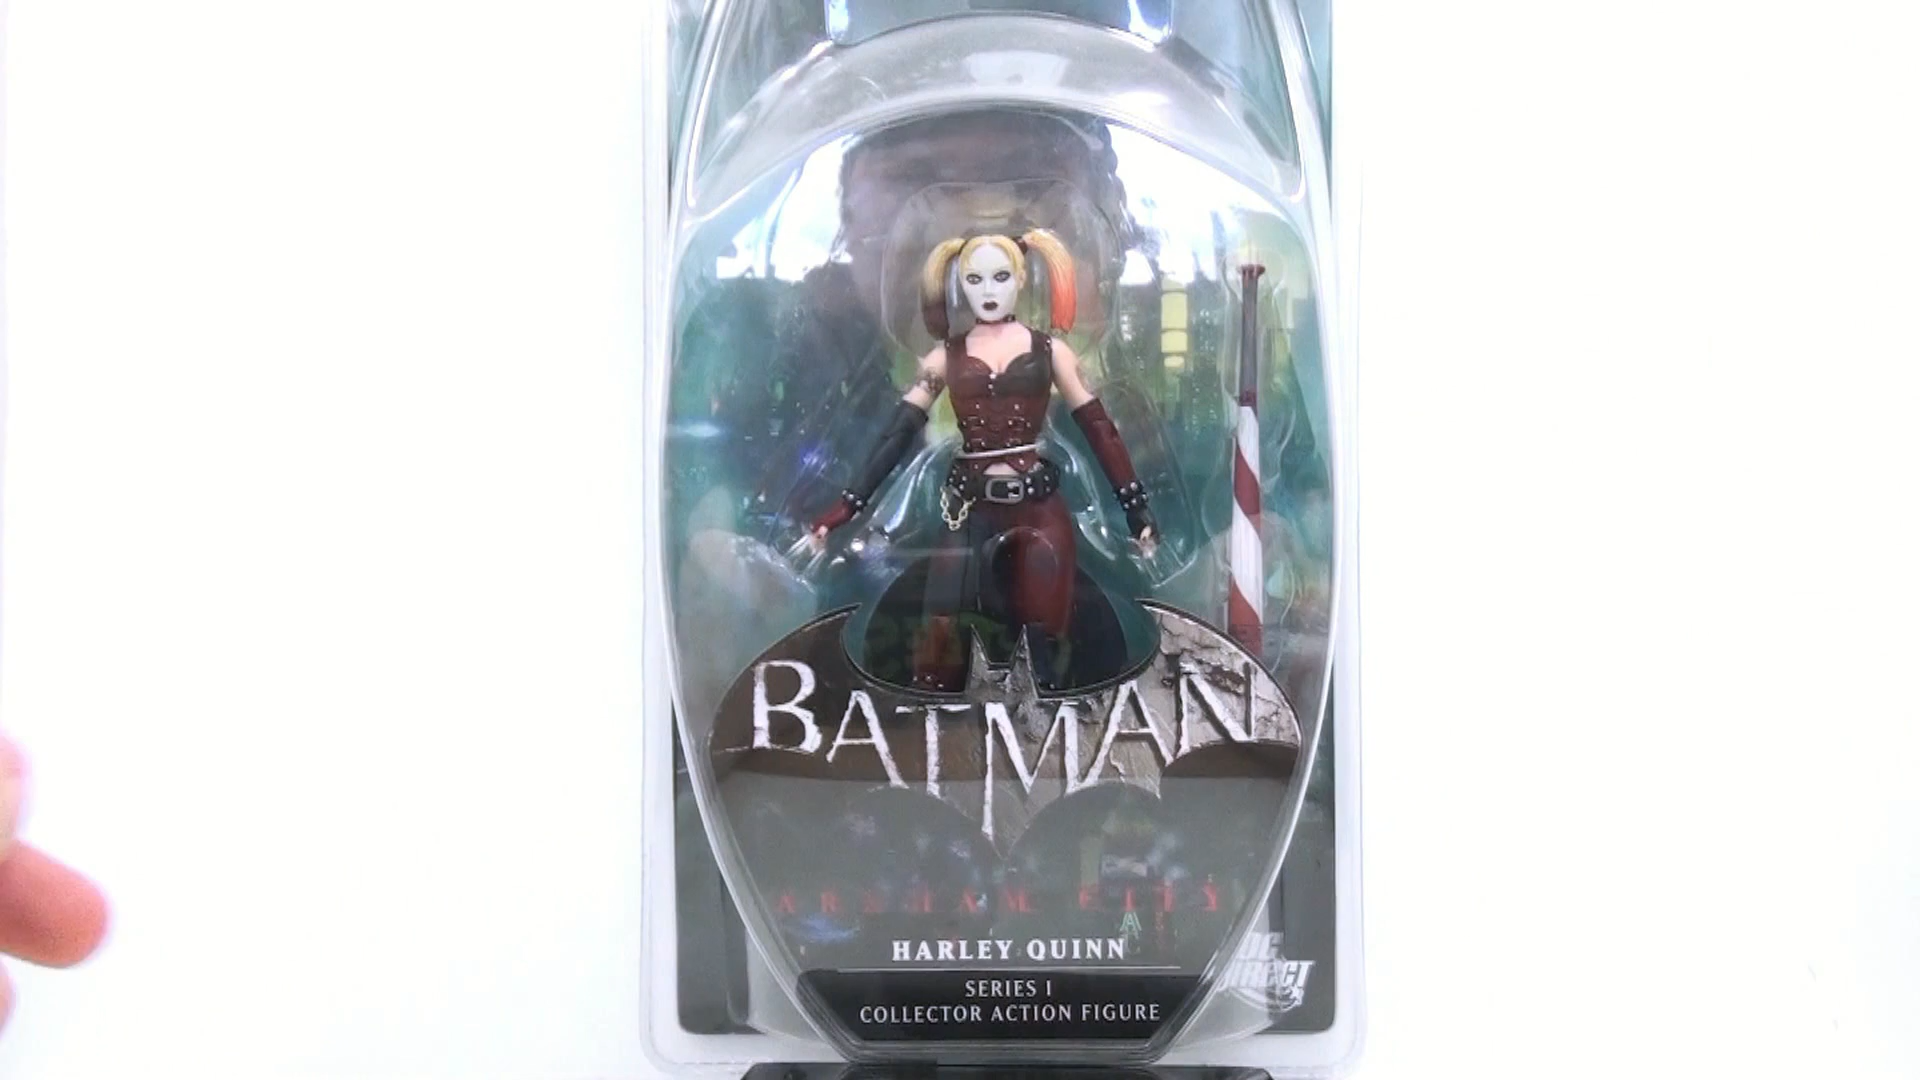 BATMAN
ARKHAM CITY
HARLEY QUINN
SERIES 1
COLLECTOR ACTION FIGURE
DC
DIRECT